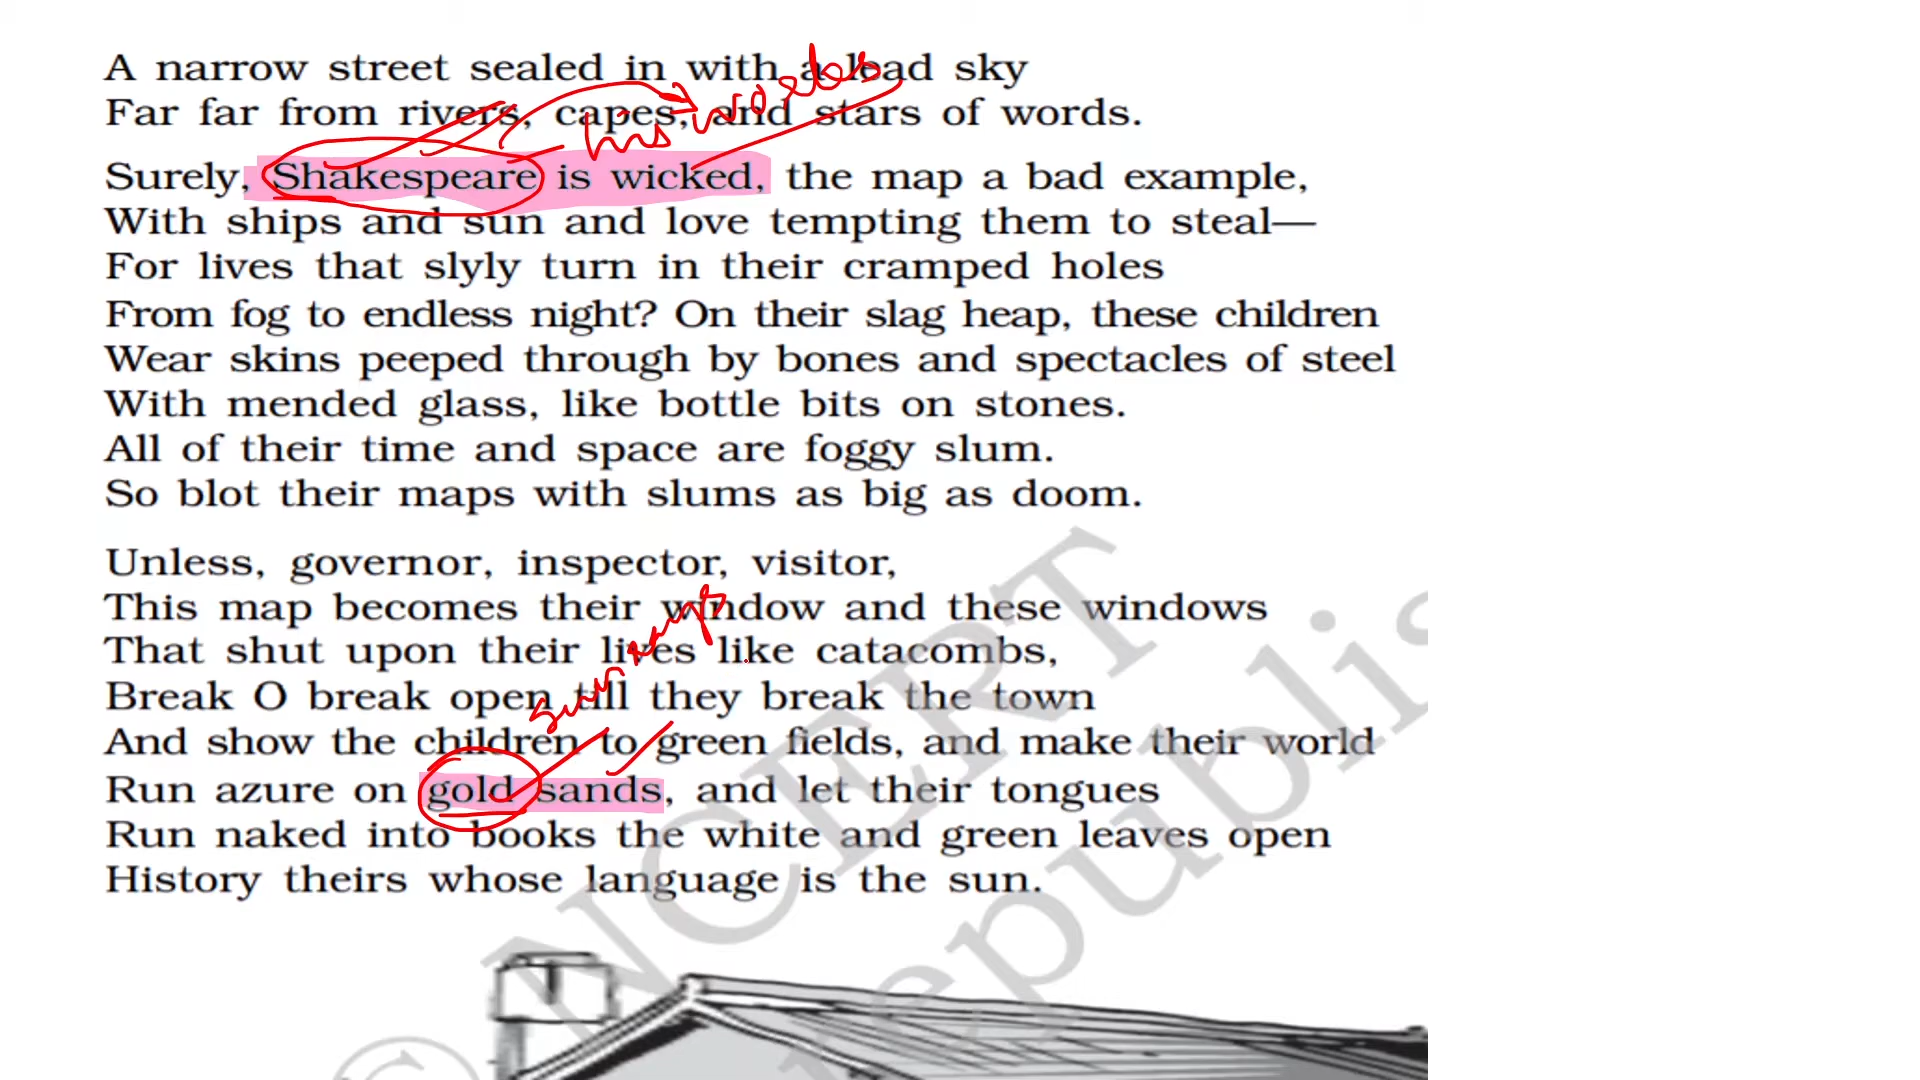 A narrow street sealed in with a lead sky
Far far from rivers, capes, and stars of words.
his works
Surely, Shakespeare is wicked, the map a bad example,
With ships and sun and love tempting them to steal—
For lives that slyly turn in their cramped holes
From fog to endless night? On their slag heap, these children
Wear skins peeped through by bones and spectacles of steel
With mended glass, like bottle bits on stones.
All of their time and space are foggy slum.
So blot their maps with slums as big as doom.
Unless, governor, inspector, visitor,
This map becomes their window and these windows
That shut upon their lives like catacombs,
Break O break open till they break the town
sun rays
And show the children to green fields, and make their world
Run azure on gold sands, and let their tongues
Run naked into books the white and green leaves open
History theirs whose language is the sun.
© NCERT
republis